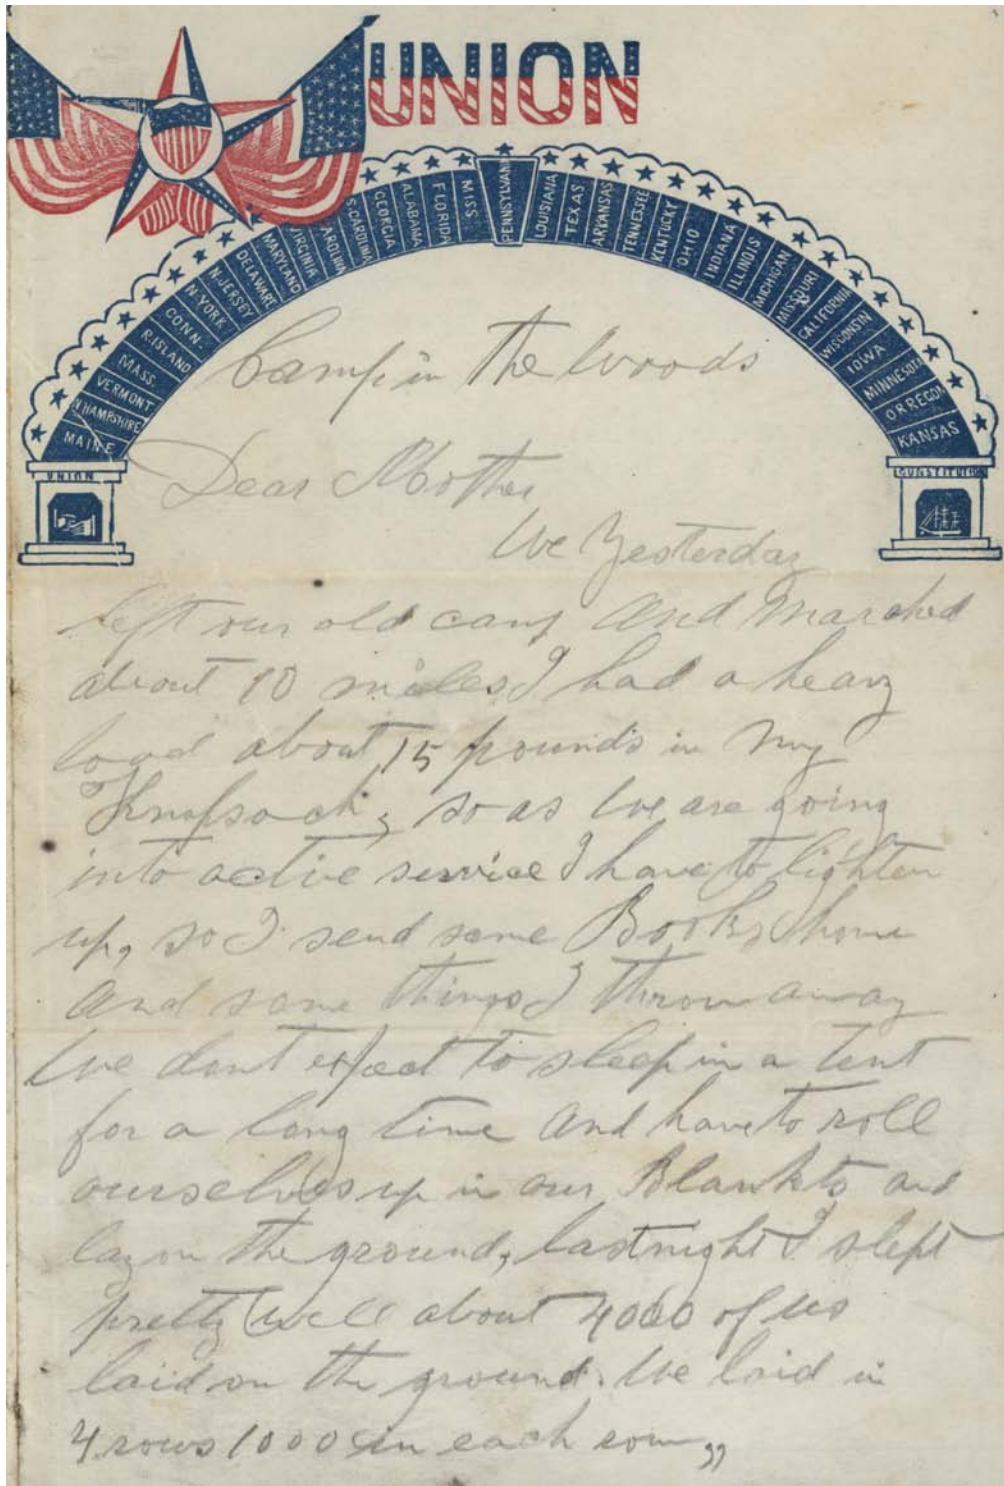 UNION
MAINE
N HAMPSHIRE
VERMONT
MASS.
R.ISLAND
CONN.
N.YORK
N.JERSEY
DELAWARE
MARYLAND
VIRGINIA
CAROLINA
S.CAROLINA
GEORGIA
ALABAMA
FLORIDA
MISS
PENNSYLVAN
LOUISIANA
TEXAS
ARKANSAS
TENNESSEE
KENTUCKY
OHIO
INDIANA
ILLINOIS
MICHIGAN
MISSOURI
CALIFORNIA
WISCONSIN
IOWA
MINNESOTA
ORREGON
KANSAS
UNION
CONSTITUTION
Camp in the Woods
Dear Mother
We Yesterday
left our old camp and marched
about 10 miles I had a heavy
load about 15 pounds in my
Knapsack, so as we are going
into active service I have to lighten
up, so I send some Books home
and some things I throw away
We dont expect to sleep in a tent
for a long time and have to roll
ourselves up in our Blankts and
lay on the ground, last night I slept
pretty well about 4000 of us
laid on the ground. We laid in
4 rows 1000 in each row,,